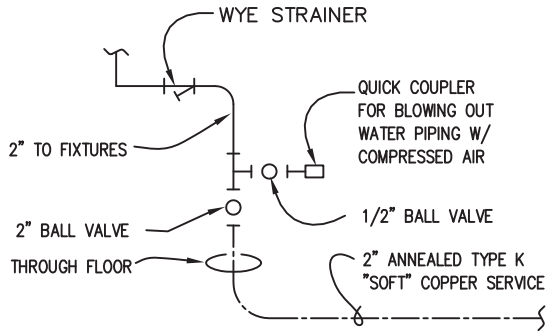 WYE STRAINER
QUICK COUPLER
FOR BLOWING OUT
WATER PIPING W/
COMPRESSED AIR
2" TO FIXTURES
1/2" BALL VALVE
2" BALL VALVE
THROUGH FLOOR
2" ANNEALED TYPE K
"SOFT" COPPER SERVICE